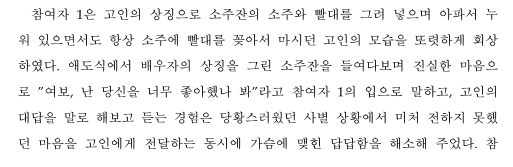 참여자 1은 고인의 상징으로 소주잔의 소주와 빨대를 그려 넣으며 아파서 누
워 있으면서도 항상 소주에 빨대를 꽂아서 마시던 고인의 모습을 또렷하게 회상
하였다. 애도식에서 배우자의 상징을 그린 소주잔을 들여다보며 진실한 마음으
로 "여보, 난 당신을 너무 좋아했나 봐"라고 참여자 1의 입으로 말하고, 고인의
대답을 말로 해보고 듣는 경험은 당황스러웠던 사별 상황에서 미처 전하지 못했
던 마음을 고인에게 전달하는 동시에 가슴에 맺힌 답답함을 해소해 주었다. 참